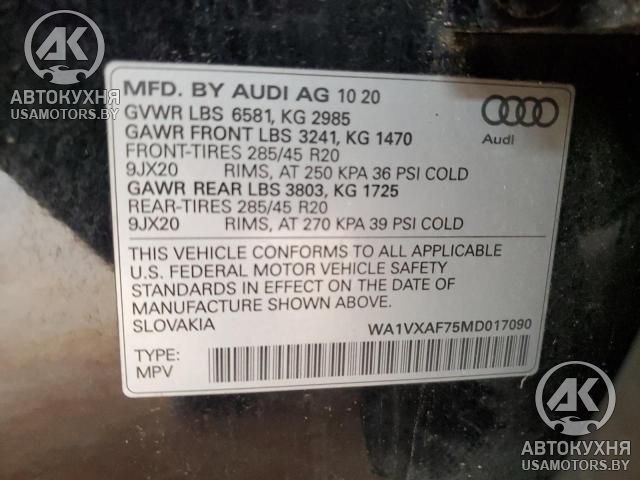 АК
АВТОКУХНЯ
USAMOTORS.BY
MFD. BY AUDI AG 10 20
GVWR LBS 6581, KG 2985
GAWR FRONT LBS 3241, KG 1470
FRONT-TIRES 285/45 R20
9JX20 RIMS, AT 250 KPA 36 PSI COLD
GAWR REAR LBS 3803, KG 1725
REAR-TIRES 285/45 R20
9JX20 RIMS, AT 270 KPA 39 PSI COLD
Audi
THIS VEHICLE CONFORMS TO ALL APPLICABLE
U.S. FEDERAL MOTOR VEHICLE SAFETY
STANDARDS IN EFFECT ON THE DATE OF
MANUFACTURE SHOWN ABOVE.
SLOVAKIA WA1VXAF75MD017090
TYPE:
MPV
АК
АВТОКУХНЯ
USAMOTORS.BY